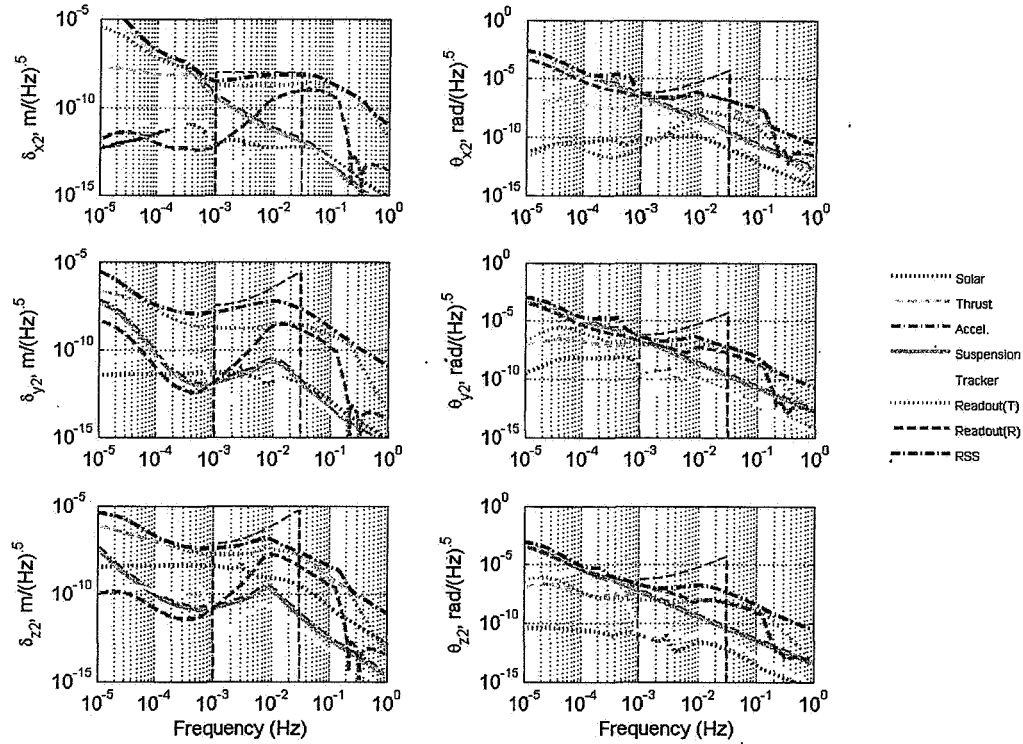 δx2, m/(Hz).5
10-5
10-10
10-15
10-5 10-4 10-3 10-2 10-1 100
θx2, rad/(Hz).5
100
10-5
10-10
10-15
10-5 10-4 10-3 10-2 10-1 100
δy2, m/(Hz).5
10-5
10-10
10-15
10-5 10-4 10-3 10-2 10-1 100
θy2, rad/(Hz).5
100
10-5
10-10
10-15
10-5 10-4 10-3 10-2 10-1 100
Solar
Thrust
Accel.
Suspension
Tracker
Readout(T)
Readout(R)
RSS
δz2, m/(Hz).5
10-5
10-10
10-15
10-5 10-4 10-3 10-2 10-1 100
Frequency (Hz)
θz2, rad/(Hz).5
100
10-5
10-10
10-15
10-5 10-4 10-3 10-2 10-1 100
Frequency (Hz)